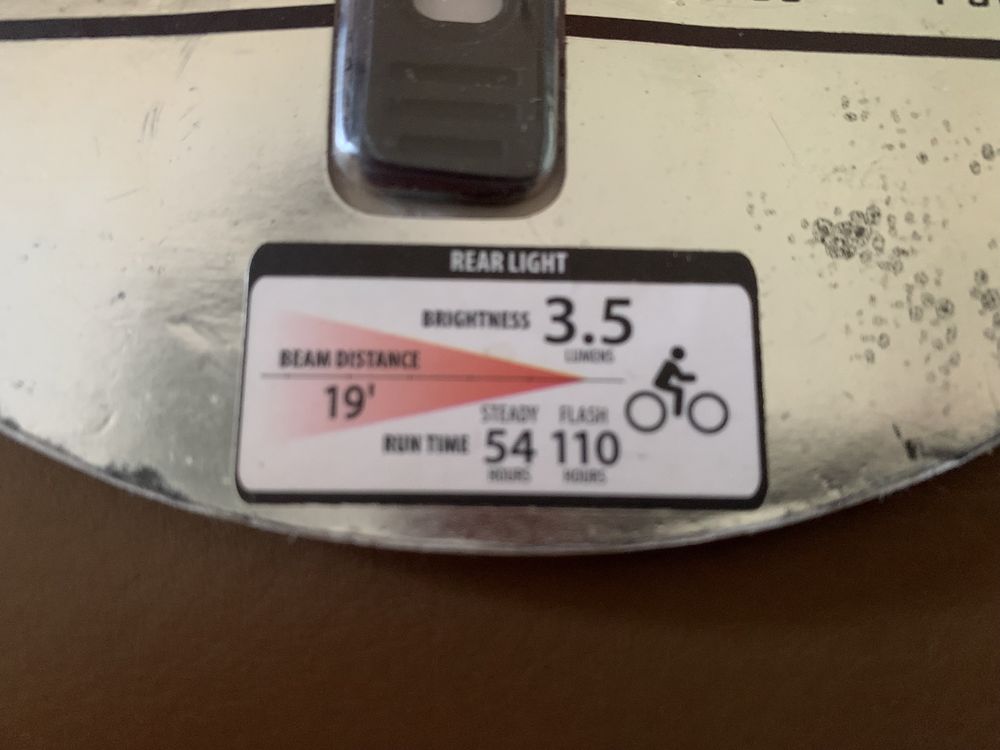 REAR LIGHT
BRIGHTNESS 3.5
LUMENS
BEAM DISTANCE
19'
STEADY FLASH
RUN TIME 54 110
HOURS HOURS